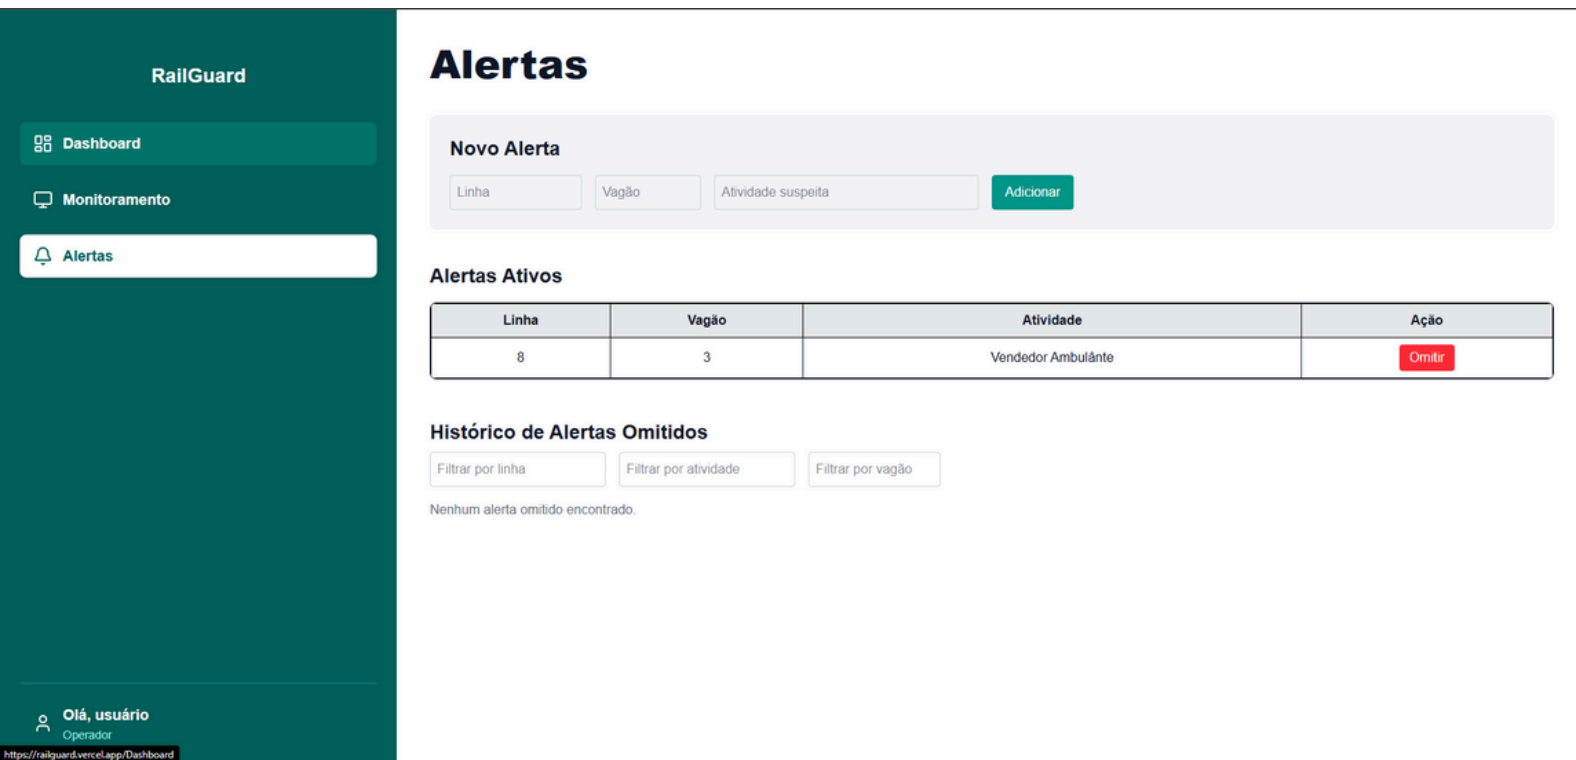 RailGuard
Dashboard
Monitoramento
Alertas
Olá, usuário
Operador
https://railguard.vercel.app/Dashboard
Alertas
Novo Alerta
Linha Vagão Atividade suspeita Adicionar
Alertas Ativos
Linha Vagão Atividade Ação
8 3 Vendedor Ambulânte Omitir
Histórico de Alertas Omitidos
Filtrar por linha Filtrar por atividade Filtrar por vagão
Nenhum alerta omitido encontrado.